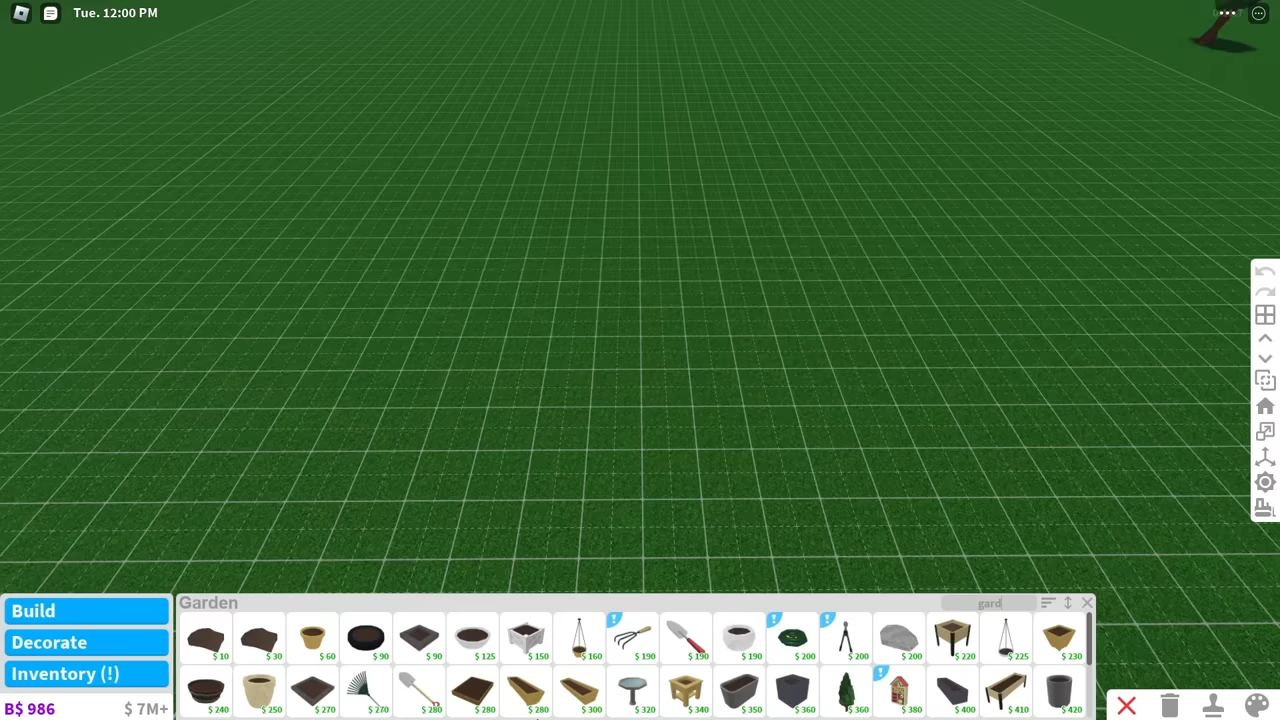 Tue. 12:00 PM
Build
Decorate
Inventory (!)
B$ 986
$ 7M+
Garden
gard
$ 10
$ 30
$ 60
$ 90
$ 90
$ 125
$ 150
$ 160
! $ 190
$ 190
$ 190
! $ 200
! $ 200
$ 200
$ 220
$ 225
$ 230
$ 240
$ 250
$ 270
$ 270
$ 280
$ 280
$ 280
$ 300
$ 320
$ 340
$ 350
$ 360
$ 360
! $ 380
$ 400
$ 410
$ 420